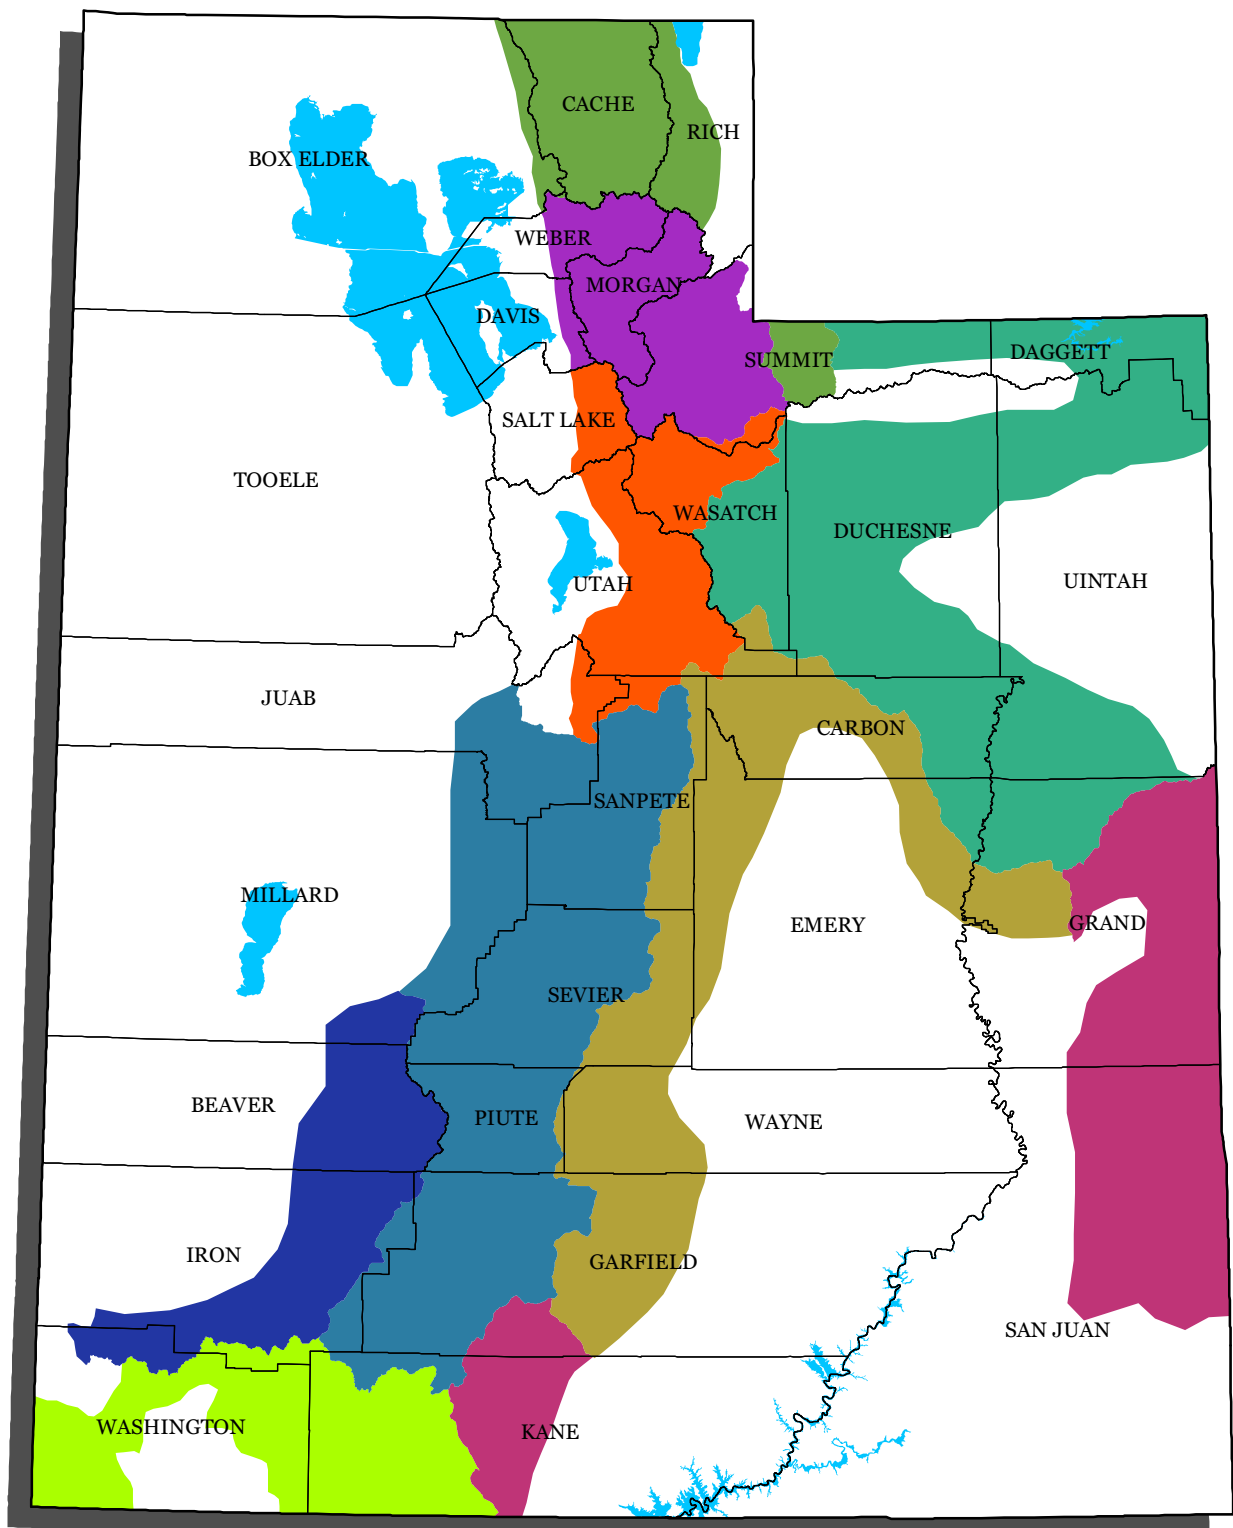 CACHE
RICH
BOX ELDER
WEBER
MORGAN
DAVIS
SUMMIT
DAGGETT
SALT LAKE
TOOELE
WASATCH
DUCHESNE
UTAH
UINTAH
JUAB
CARBON
SANPETE
MILLARD
EMERY
GRAND
SEVIER
BEAVER
PIUTE
WAYNE
IRON
GARFIELD
SAN JUAN
WASHINGTON
KANE